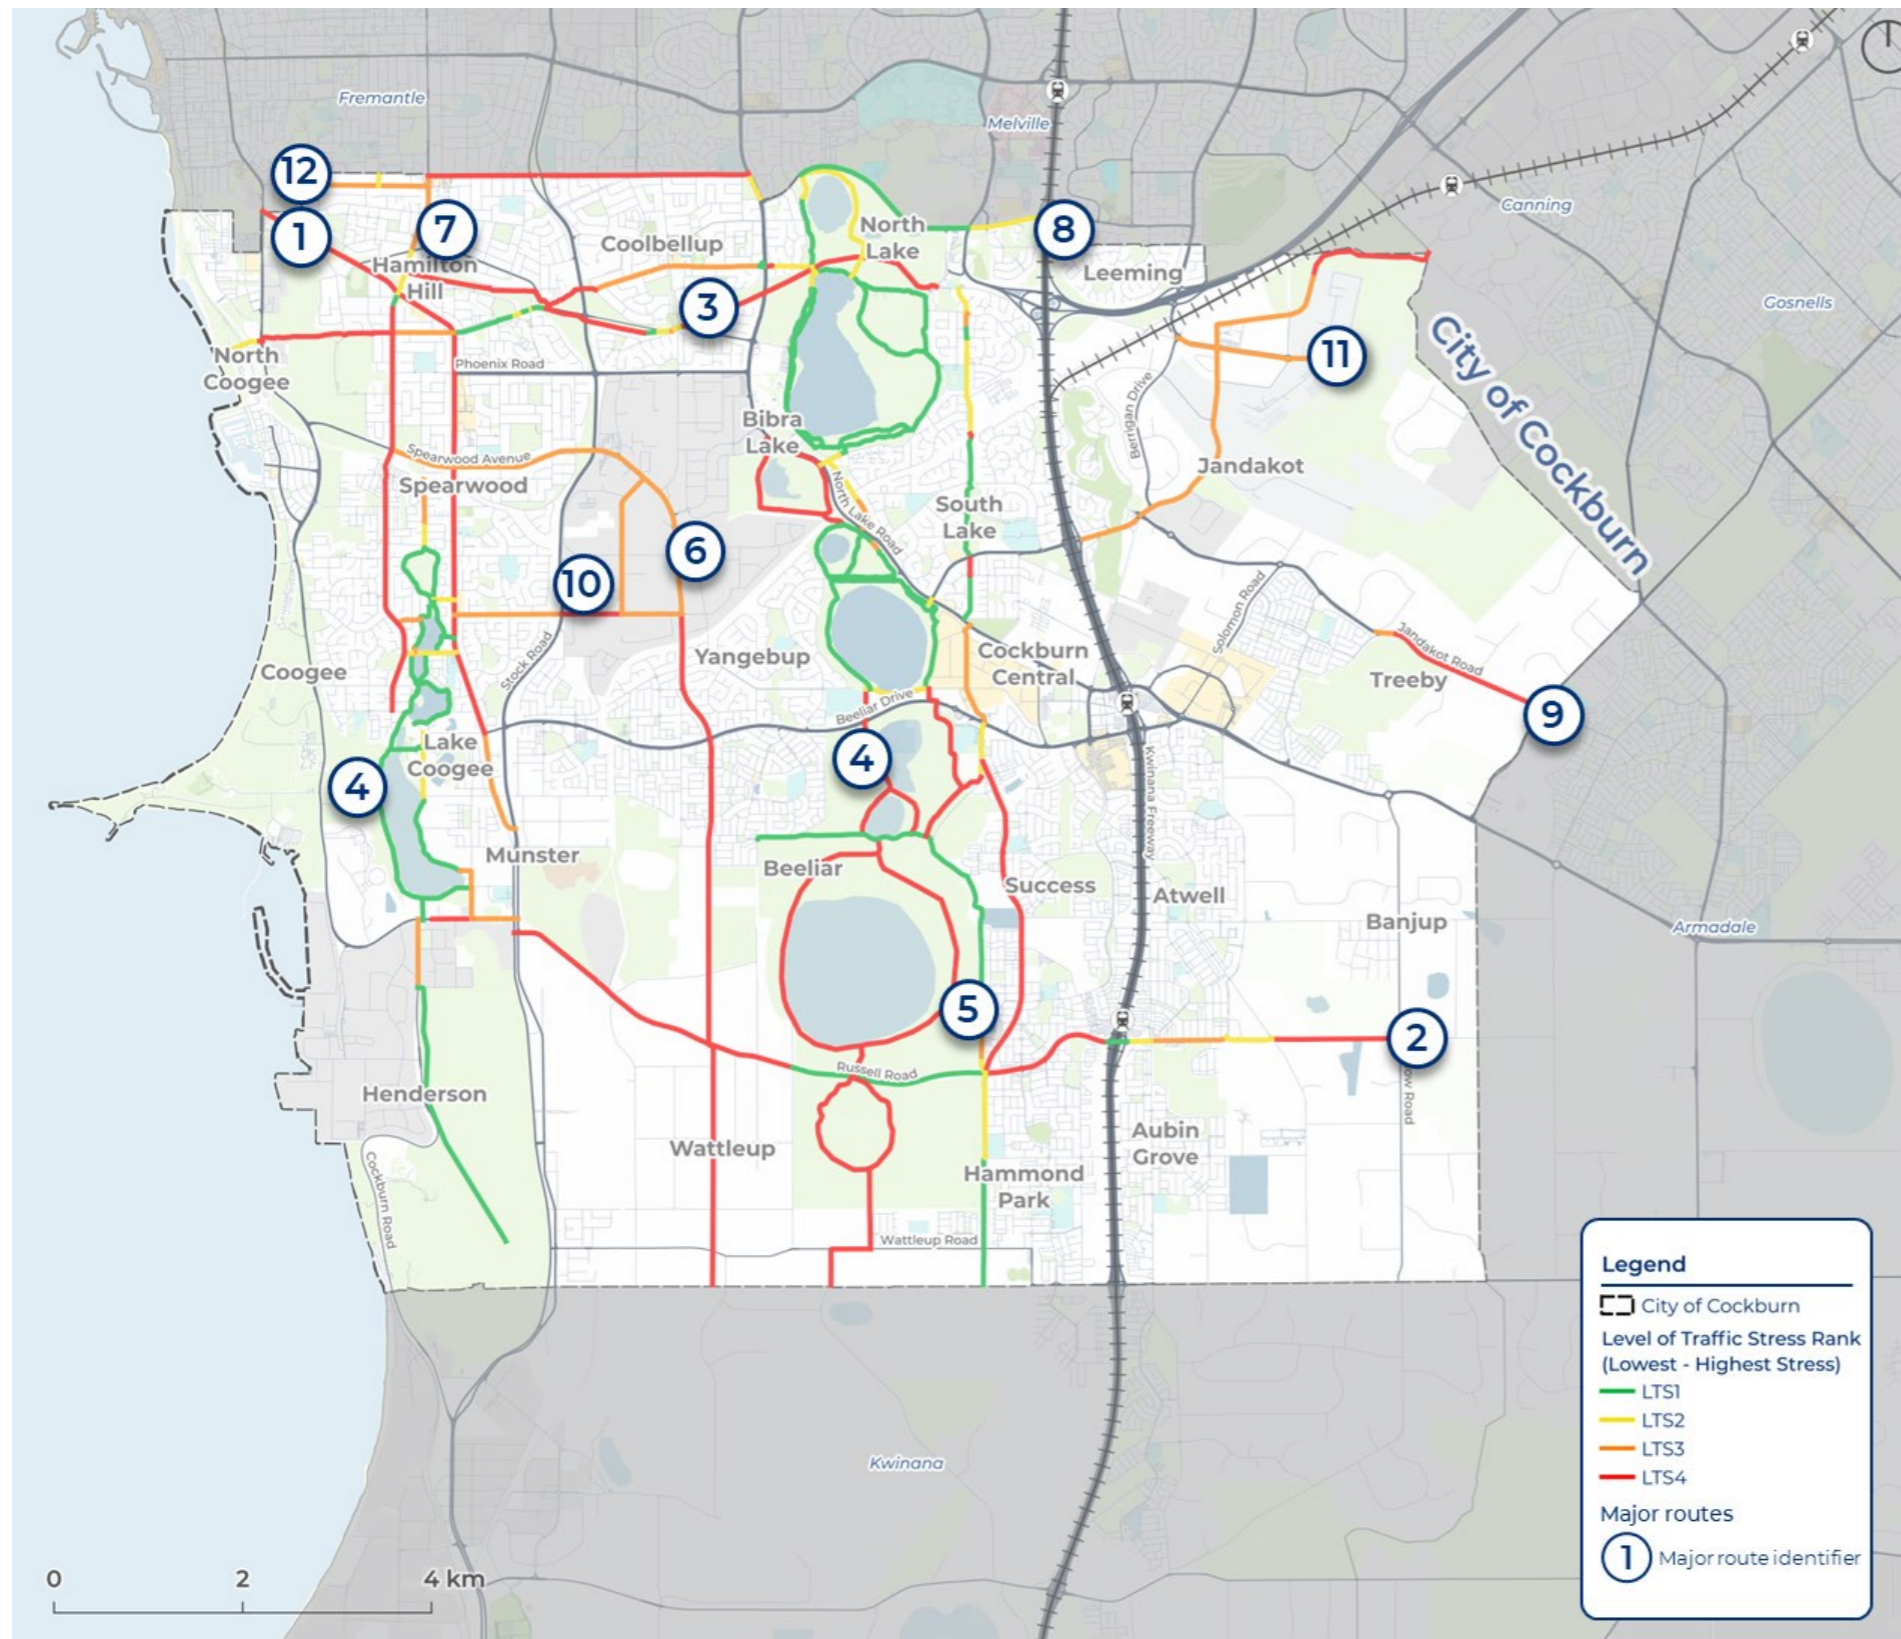 Fremantle
Melville
Canning
Gosnells
12
1
7
Coolbellup
North
Lake
8
Leeming
Hamilton
Hill
3
11
City of Cockburn
North
Coogee
Phoenix Road
Berrigan Drive
Bibra
Lake
Spearwood Avenue
Spearwood
Jandakot
North Lake Road
South
Lake
6
10
Solomon Road
Jandakot Road
Treeby
9
Stock Road
Yangebup
Cockburn
Central
Coogee
Beeliar Drive
Lake
Coogee
4
4
Kwinana Freeway
Munster
Beeliar
Success
Atwell
Banjup
Armadale
5
2
Russell Road
Henderson
ow Road
Wattleup
Aubin
Grove
Hammond
Park
Cockburn Road
Wattleup Road
Kwinana
0 2 4 km
Legend
City of Cockburn
Level of Traffic Stress Rank
(Lowest - Highest Stress)
LTS1
LTS2
LTS3
LTS4
Major routes
1 Major route identifier